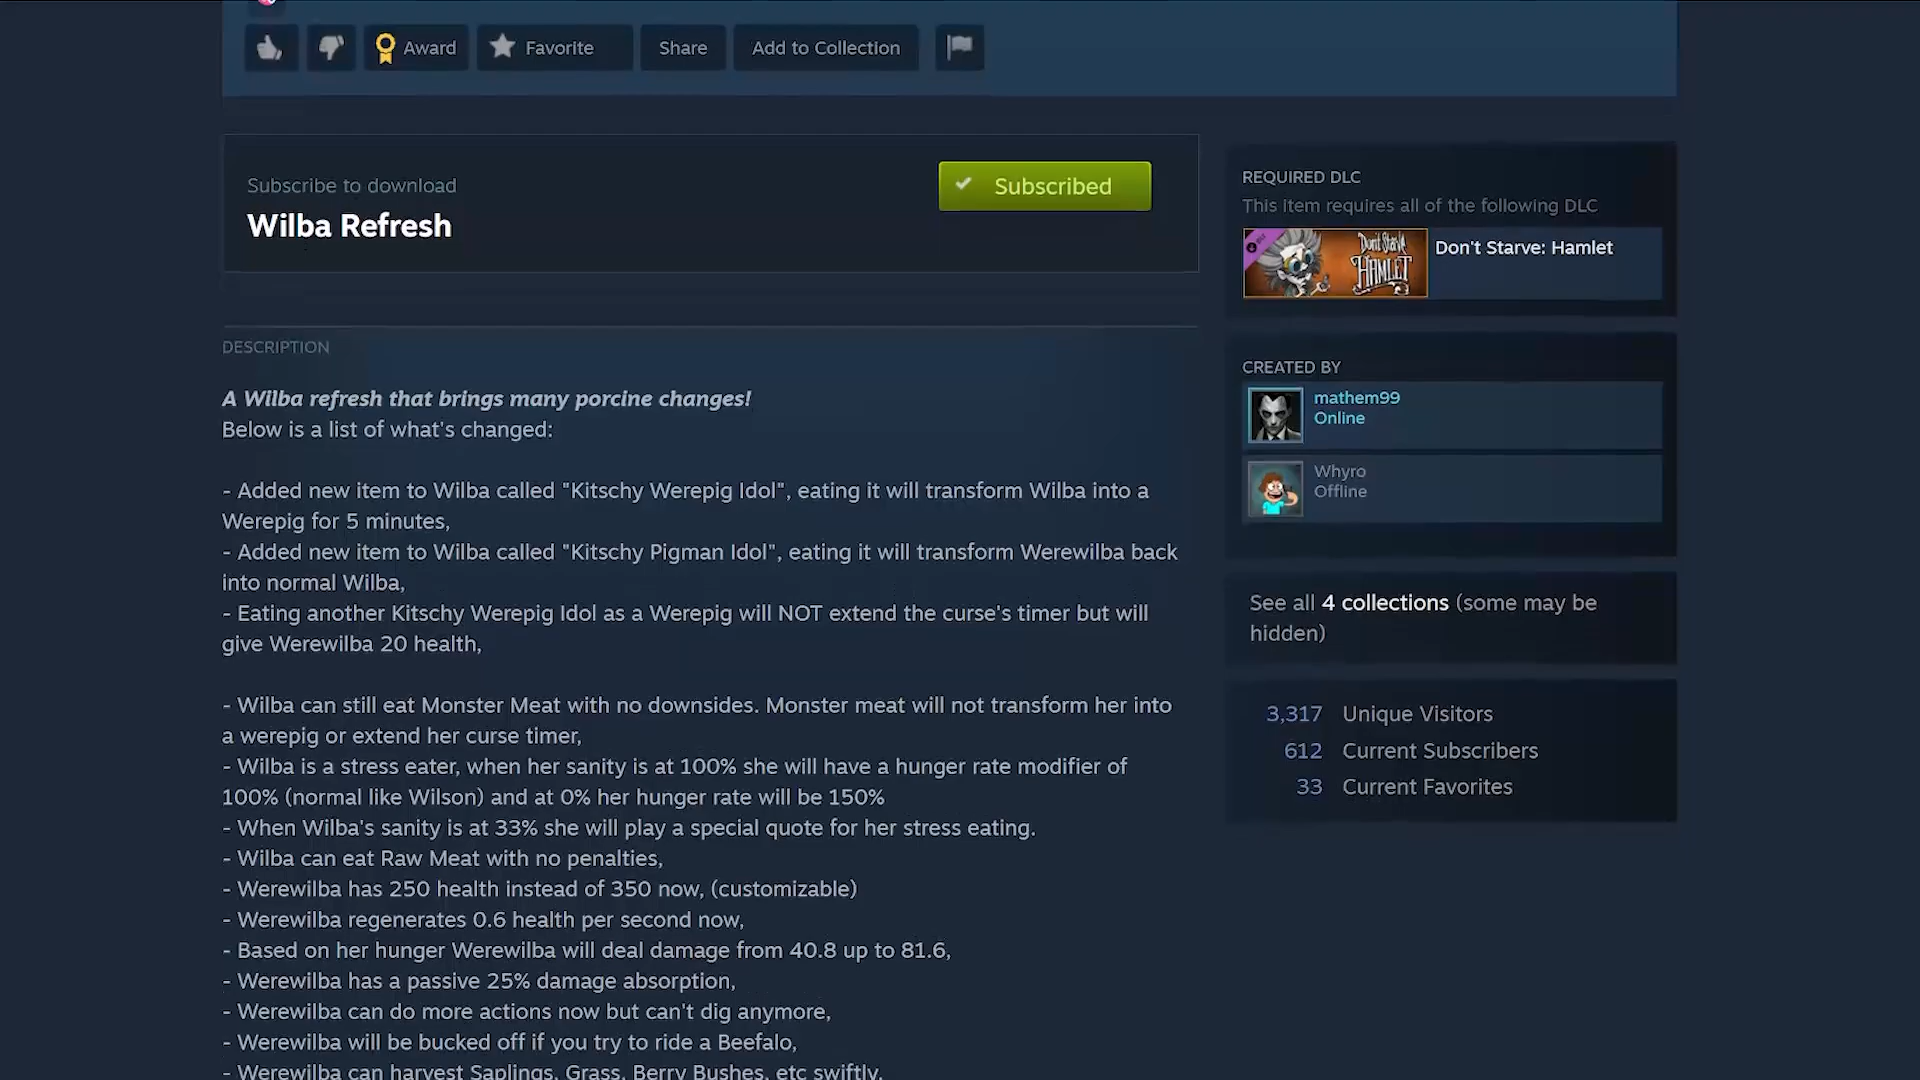 Award
Favorite
Share
Add to Collection
Subscribe to download
Wilba Refresh
Subscribed
DESCRIPTION
A Wilba refresh that brings many porcine changes!
Below is a list of what's changed:
- Added new item to Wilba called "Kitschy Werepig Idol", eating it will transform Wilba into a
Werepig for 5 minutes,
- Added new item to Wilba called "Kitschy Pigman Idol", eating it will transform Werewilba back
into normal Wilba,
- Eating another Kitschy Werepig Idol as a Werepig will NOT extend the curse's timer but will
give Werewilba 20 health,
- Wilba can still eat Monster Meat with no downsides. Monster meat will not transform her into
a werepig or extend her curse timer,
- Wilba is a stress eater, when her sanity is at 100% she will have a hunger rate modifier of
100% (normal like Wilson) and at 0% her hunger rate will be 150%
- When Wilba's sanity is at 33% she will play a special quote for her stress eating.
- Wilba can eat Raw Meat with no penalties,
- Werewilba has 250 health instead of 350 now, (customizable)
- Werewilba regenerates 0.6 health per second now,
- Based on her hunger Werewilba will deal damage from 40.8 up to 81.6,
- Werewilba has a passive 25% damage absorption,
- Werewilba can do more actions now but can't dig anymore,
- Werewilba will be bucked off if you try to ride a Beefalo,
- Werewilba can harvest Saplings, Grass, Berry Bushes, etc swiftly.
REQUIRED DLC
This item requires all of the following DLC
DLC
Don't Starve
HAMLET
Don't Starve: Hamlet
CREATED BY
mathem99
Online
Whyro
Offline
See all 4 collections (some may be
hidden)
3,317 Unique Visitors
612 Current Subscribers
33 Current Favorites